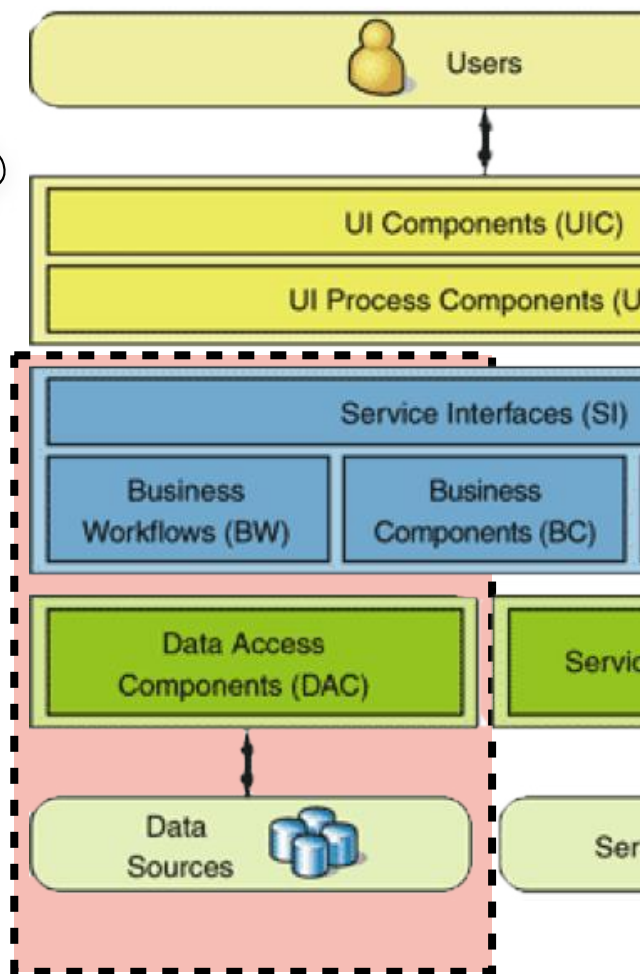 Users
UI Components (UIC)
UI Process Components (U
Service Interfaces (SI)
Business
Workflows (BW)
Business
Components (BC)
Data Access
Components (DAC)
Servic
Data
Sources
Ser